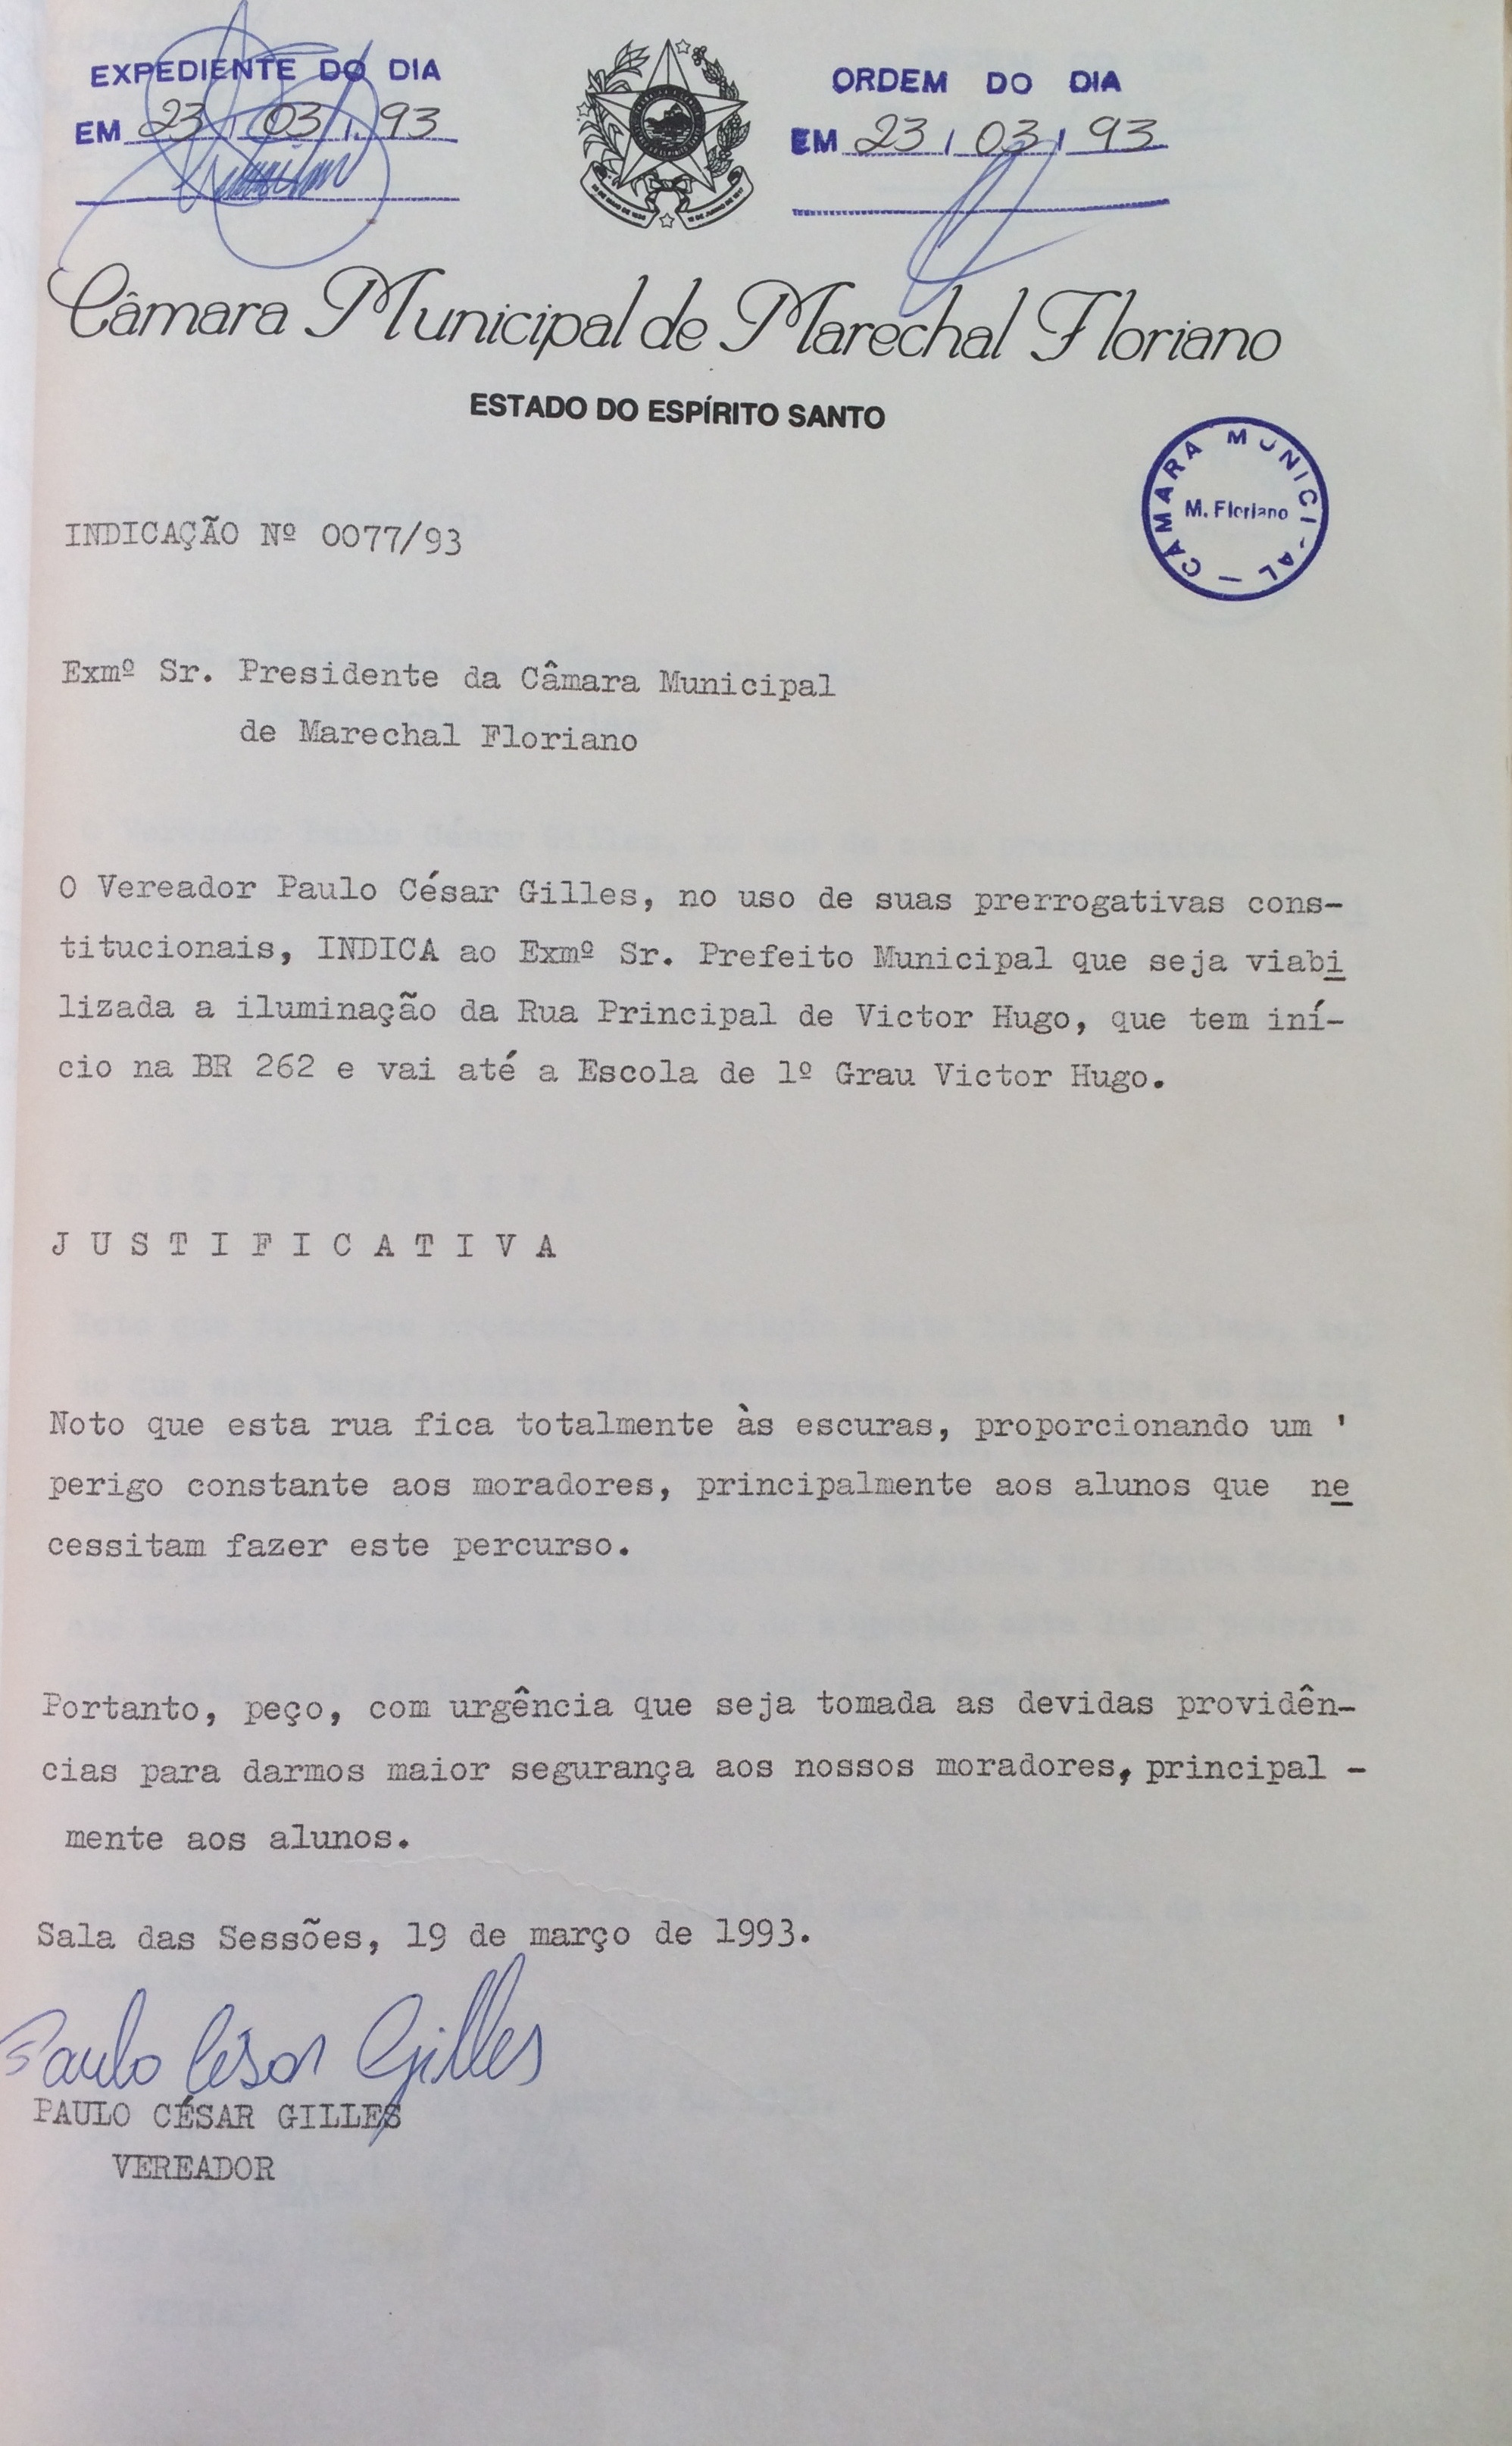 EXPEDIENTE DO DIA
EM 23 / 03 / 93
ORDEM DO DIA
EM 23 / 03 / 93
Câmara Municipal de Marechal Floriano
ESTADO DO ESPÍRITO SANTO
CÂMARA MUNICIPAL —
M. Floriano
INDICAÇÃO Nº 0077/93
Exmº Sr. Presidente da Câmara Municipal
de Marechal Floriano
O Vereador Paulo César Gilles, no uso de suas prerrogativas cons-
titucionais, INDICA ao Exmº Sr. Prefeito Municipal que seja viabi
lizada a iluminação da Rua Principal de Victor Hugo, que tem iní-
cio na BR 262 e vai até a Escola de 1º Grau Victor Hugo.
J U S T I F I C A T I V A
Noto que esta rua fica totalmente às escuras, proporcionando um '
perigo constante aos moradores, principalmente aos alunos que ne
cessitam fazer este percurso.
Portanto, peço, com urgência que seja tomada as devidas providên-
cias para darmos maior segurança aos nossos moradores, principal -
mente aos alunos.
Sala das Sessões, 19 de março de 1993.
Paulo César Gilles
PAULO CÉSAR GILLES
VEREADOR